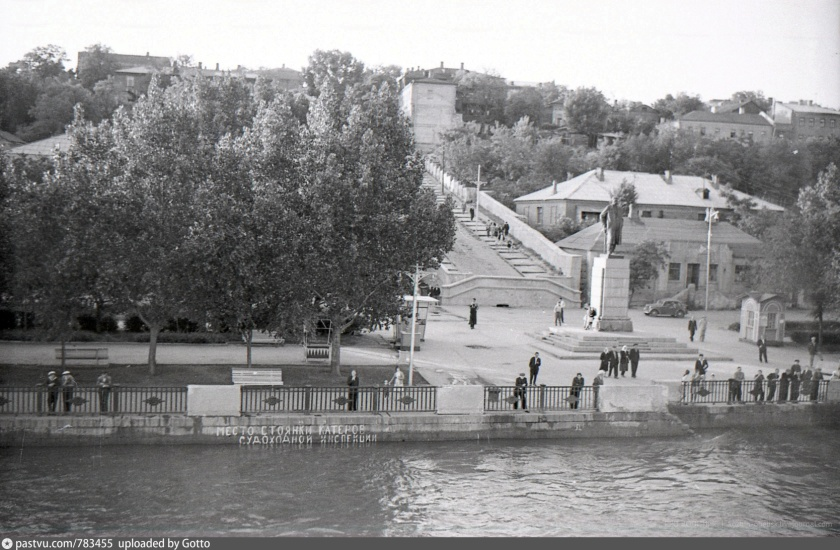 МЕСТО СТОЯНКИ КАТЕРОВ
СУДОХОДНОЙ ИНСПЕКЦИИ
pastvu.com/783455 uploaded by Gotto